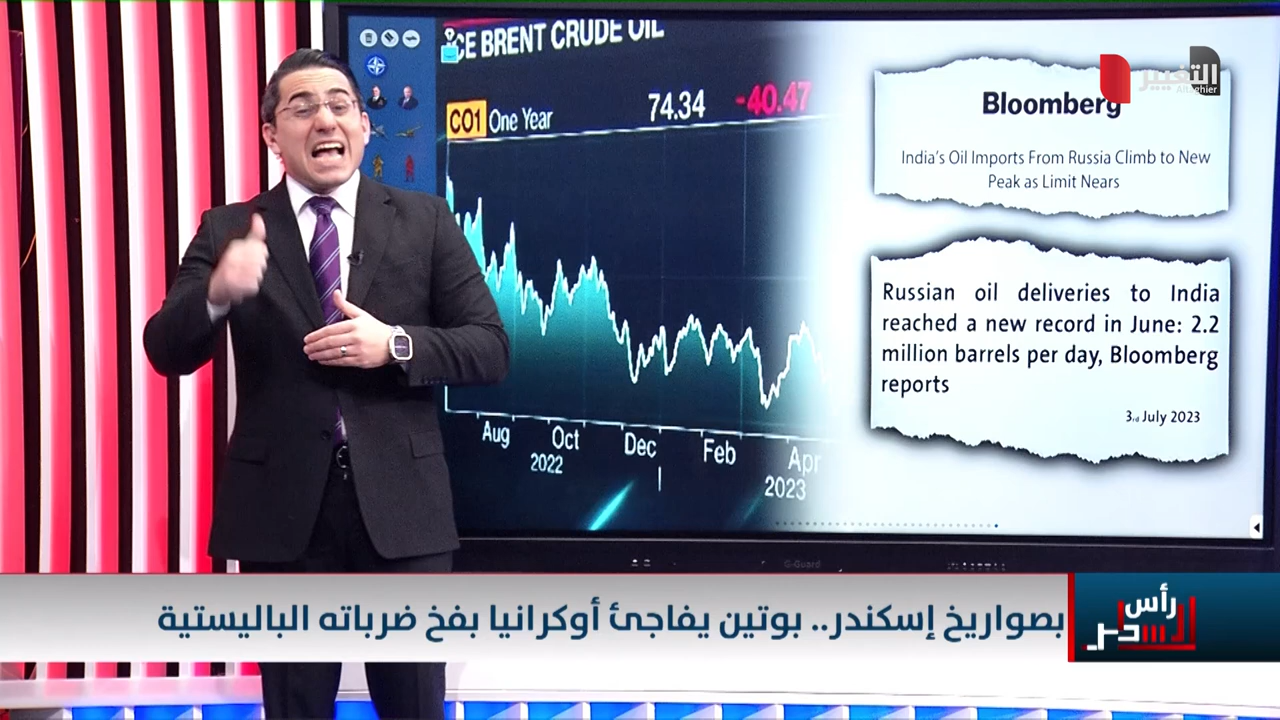 ICE BRENT CRUDE OIL
CO1 One Year
74.34
-40.47
Aug
Oct
Dec
Feb
Apr
2022
2023
التغيير
Bloomberg
India's Oil Imports From Russia Climb to New
Peak as Limit Nears
Russian oil deliveries to India
reached a new record in June: 2.2
million barrels per day, Bloomberg
reports
3rd July 2023
G-Guard
بصواريخ إسكندر.. بوتين يفاجئ أوكرانيا بفخ ضرباته الباليستية
رأس
السطر